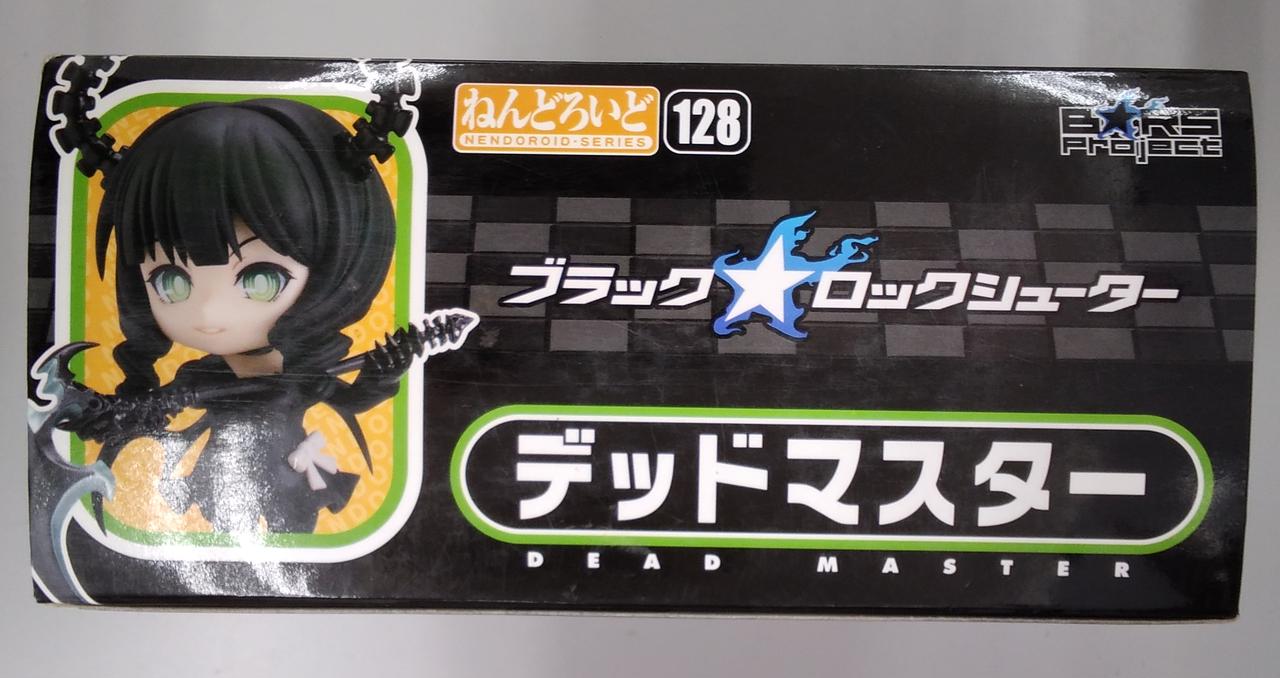 ねんどろいど
NENDOROID·SERIES
128
B★RS
Project
ブラック★ロックシューター
デッドマスター
DEAD MASTER